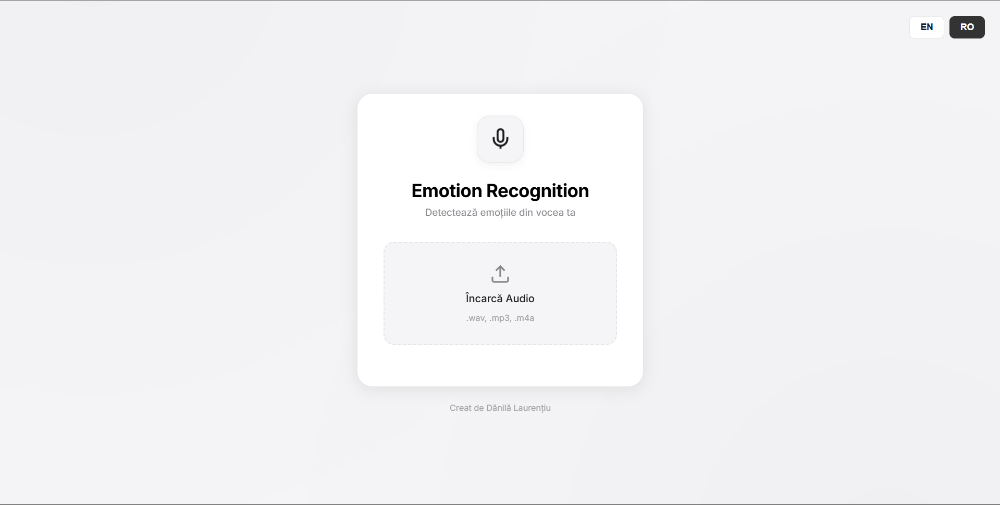 EN
RO
Emotion Recognition
Detectează emoțiile din vocea ta
Încarcă Audio
.wav, .mp3, .m4a
Creat de Dănilă Laurențiu